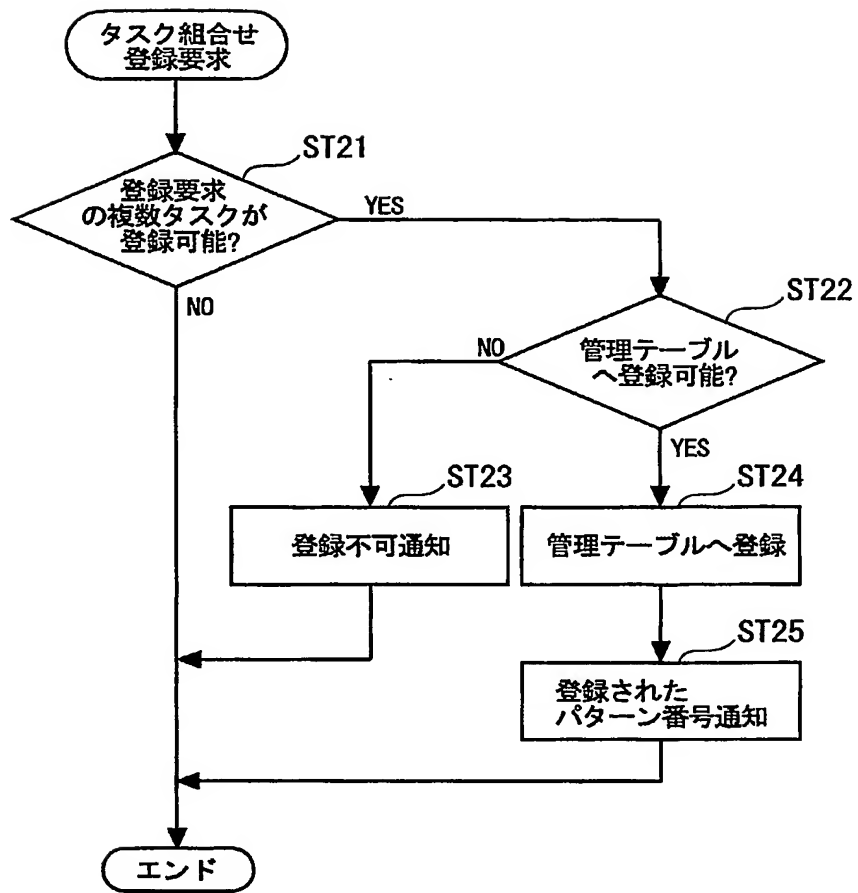 タスク組合せ
登録要求
ST21
登録要求
の複数タスクが
登録可能?
YES
NO
ST22
管理テーブル
へ登録可能?
NO
YES
ST23
登録不可通知
ST24
管理テーブルへ登録
ST25
登録された
パターン番号通知
エンド